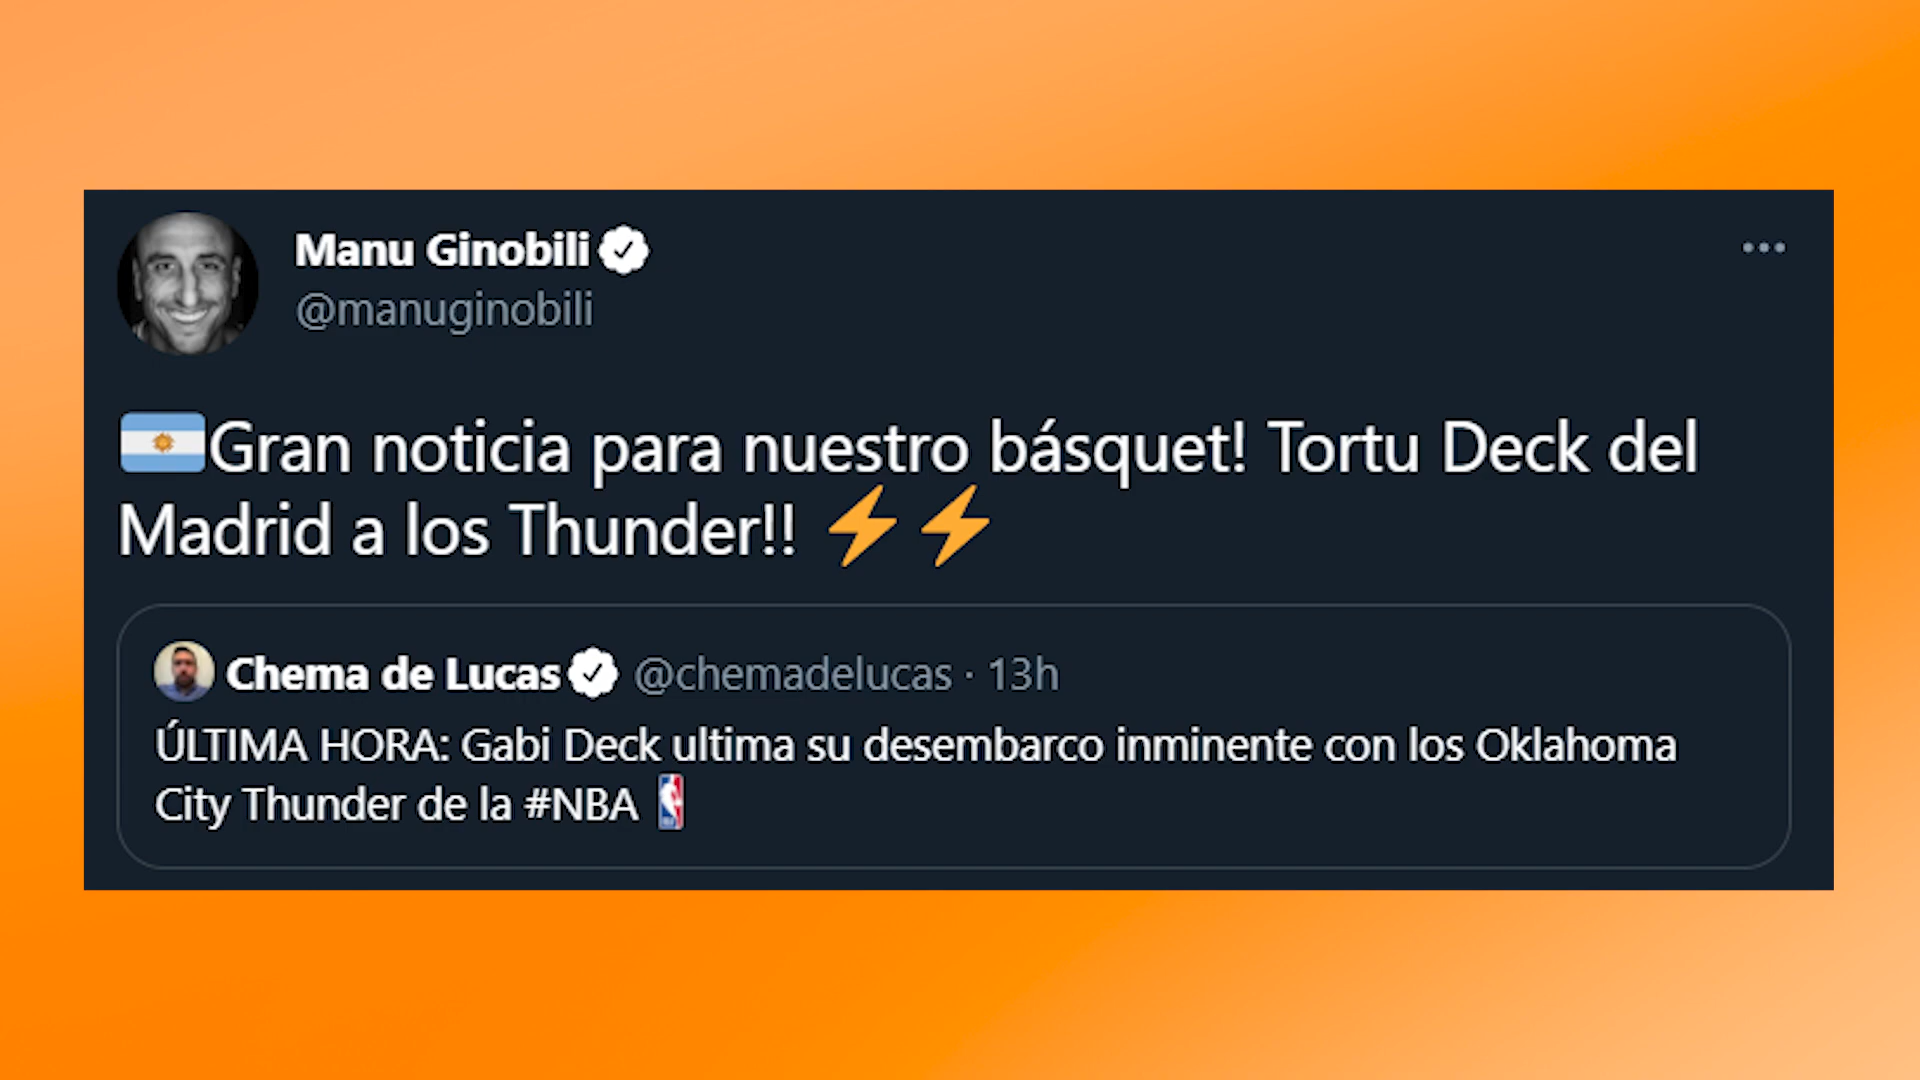 Manu Ginobili
@manuginobili
🇦🇷Gran noticia para nuestro básquet! Tortu Deck del
Madrid a los Thunder!! ⚡⚡
Chema de Lucas @chemadelucas · 13h
ÚLTIMA HORA: Gabi Deck ultima su desembarco inminente con los Oklahoma
City Thunder de la #NBA